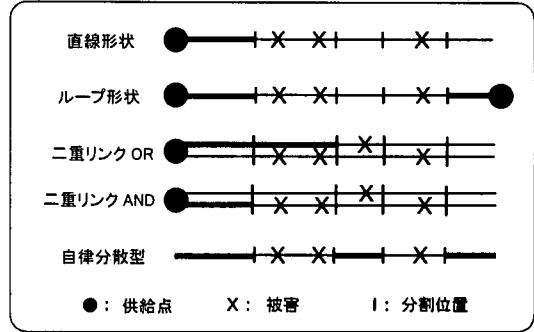 直線形状
ループ形状
二重リンク OR
二重リンク AND
自律分散型
●： 供給点　X： 被害　I： 分割位置